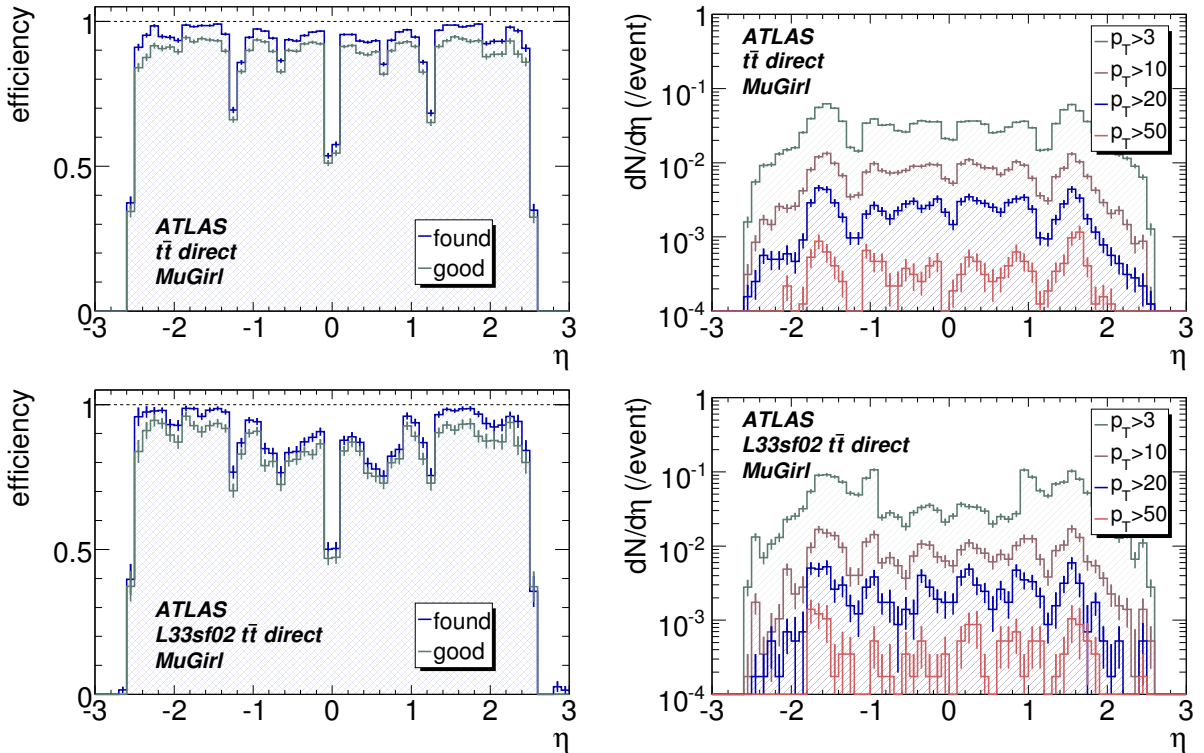 efficiency
1
0.5
0
ATLAS
tt̄ direct
MuGirl
found
good
-3 -2 -1 0 1 2 3
η
dN/dη (/event)
1
10⁻¹
10⁻²
10⁻³
10⁻⁴
ATLAS
tt̄ direct
MuGirl
p_T>3
p_T>10
p_T>20
p_T>50
-3 -2 -1 0 1 2 3
η
efficiency
1
0.5
0
ATLAS
L33sf02 tt̄ direct
MuGirl
found
good
-3 -2 -1 0 1 2 3
η
dN/dη (/event)
1
10⁻¹
10⁻²
10⁻³
10⁻⁴
ATLAS
L33sf02 tt̄ direct
MuGirl
p_T>3
p_T>10
p_T>20
p_T>50
-3 -2 -1 0 1 2 3
η